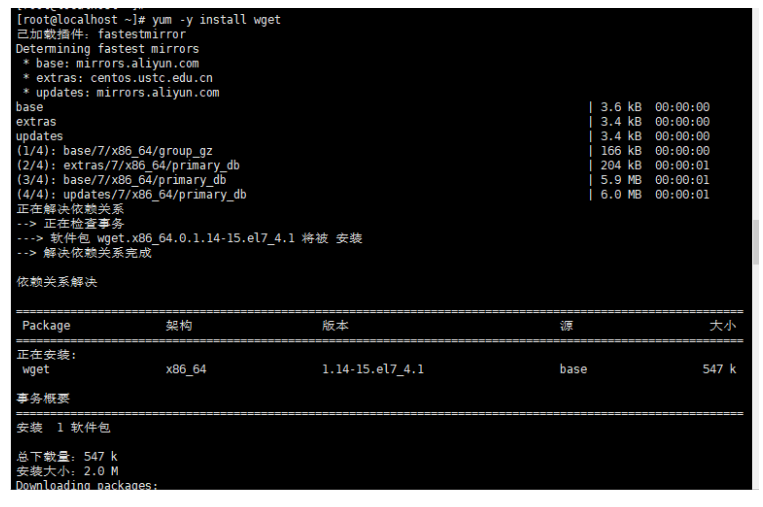 [root@localhost ~]# yum -y install wget
已加载插件：fastestmirror
Determining fastest mirrors
 * base: mirrors.aliyun.com
 * extras: centos.ustc.edu.cn
 * updates: mirrors.aliyun.com
base | 3.6 kB 00:00:00
extras | 3.4 kB 00:00:00
updates | 3.4 kB 00:00:00
(1/4): base/7/x86_64/group_gz | 166 kB 00:00:00
(2/4): extras/7/x86_64/primary_db | 204 kB 00:00:01
(3/4): base/7/x86_64/primary_db | 5.9 MB 00:00:01
(4/4): updates/7/x86_64/primary_db | 6.0 MB 00:00:01
正在解决依赖关系
--> 正在检查事务
---> 软件包 wget.x86_64.0.1.14-15.el7_4.1 将被 安装
--> 解决依赖关系完成
依赖关系解决
Package 架构 版本 源 大小
正在安装:
wget x86_64 1.14-15.el7_4.1 base 547 k
事务概要
安装 1 软件包
总下载量：547 k
安装大小：2.0 M
Downloading packages: